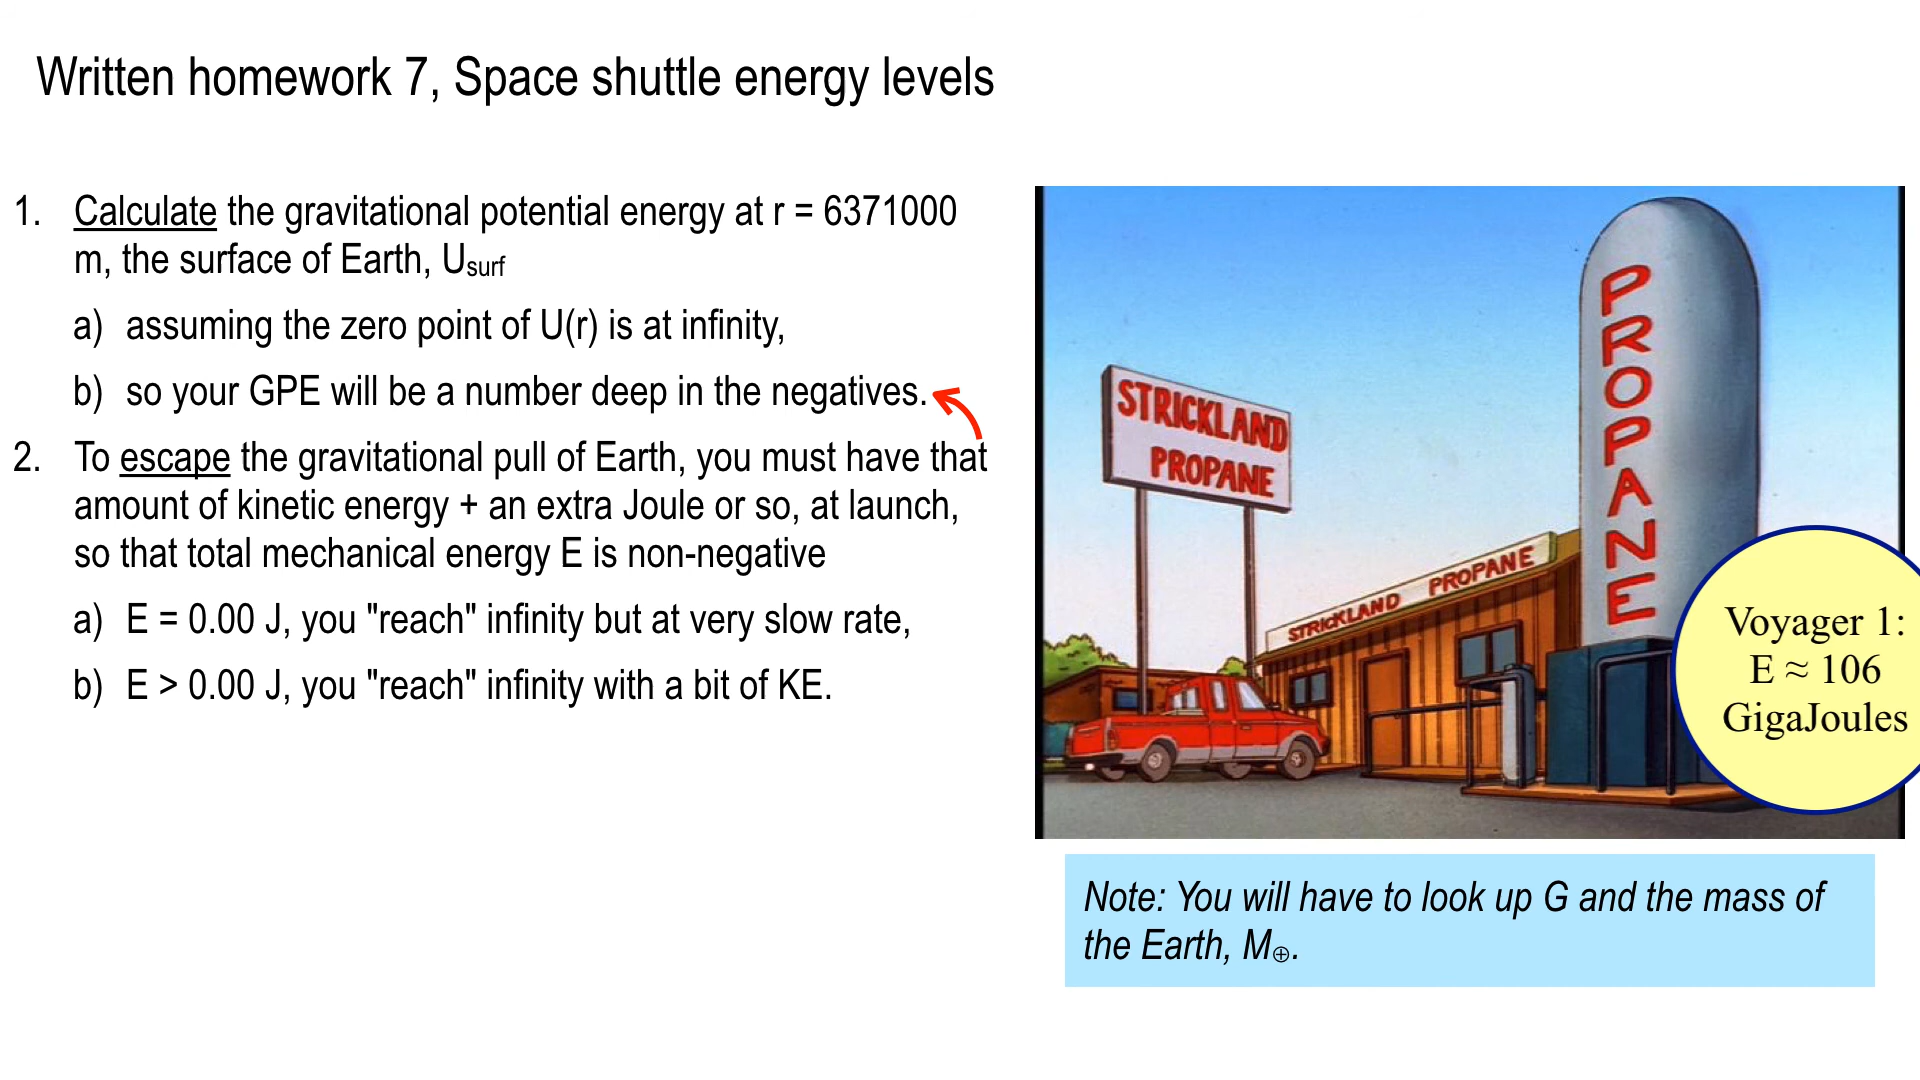 Written homework 7, Space shuttle energy levels
1. Calculate the gravitational potential energy at r = 6371000
m, the surface of Earth, Usurf
a) assuming the zero point of U(r) is at infinity,
b) so your GPE will be a number deep in the negatives.
2. To escape the gravitational pull of Earth, you must have that
amount of kinetic energy + an extra Joule or so, at launch,
so that total mechanical energy E is non-negative
a) E = 0.00 J, you "reach" infinity but at very slow rate,
b) E > 0.00 J, you "reach" infinity with a bit of KE.
STRICKLAND
PROPANE
STRICKLAND PROPANE
PROPANE
Voyager 1:
E ≈ 106
GigaJoules
Note: You will have to look up G and the mass of
the Earth, M⊕.